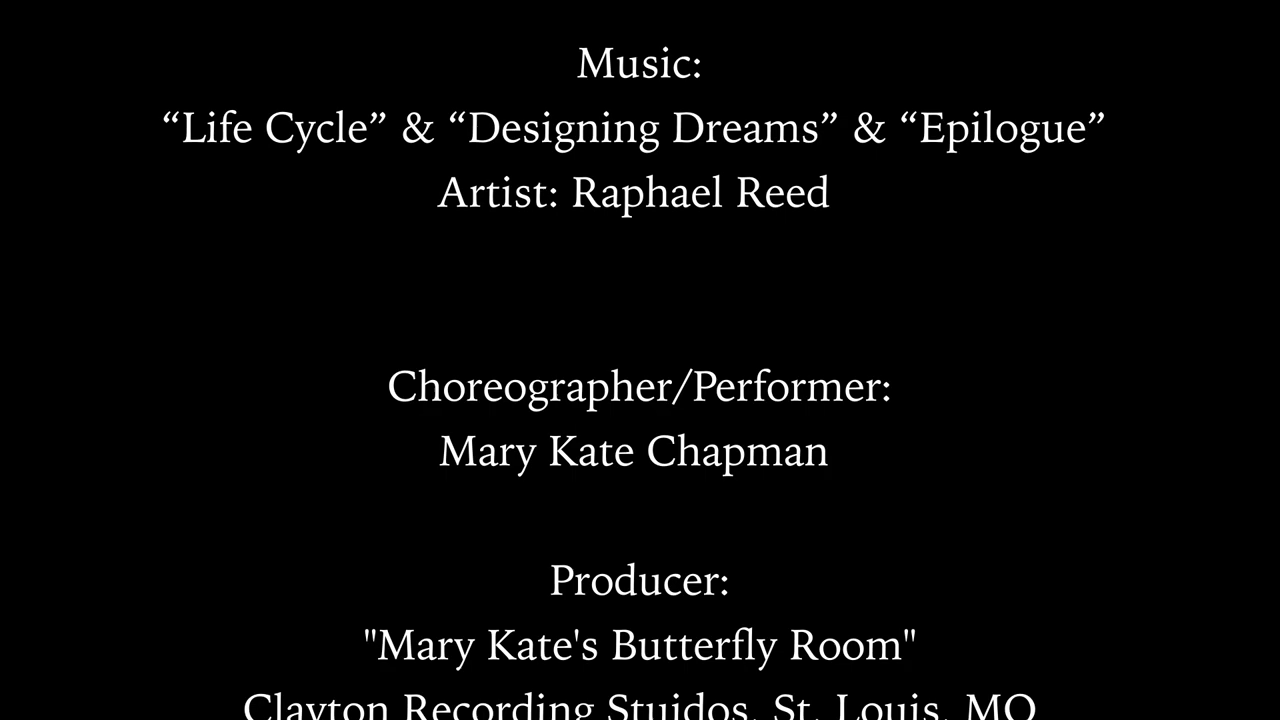 Music:
“Life Cycle” & “Designing Dreams” & “Epilogue”
Artist: Raphael Reed
Choreographer/Performer:
Mary Kate Chapman
Producer:
"Mary Kate's Butterfly Room"
Clayton Recording Stuidos, St. Louis, MO